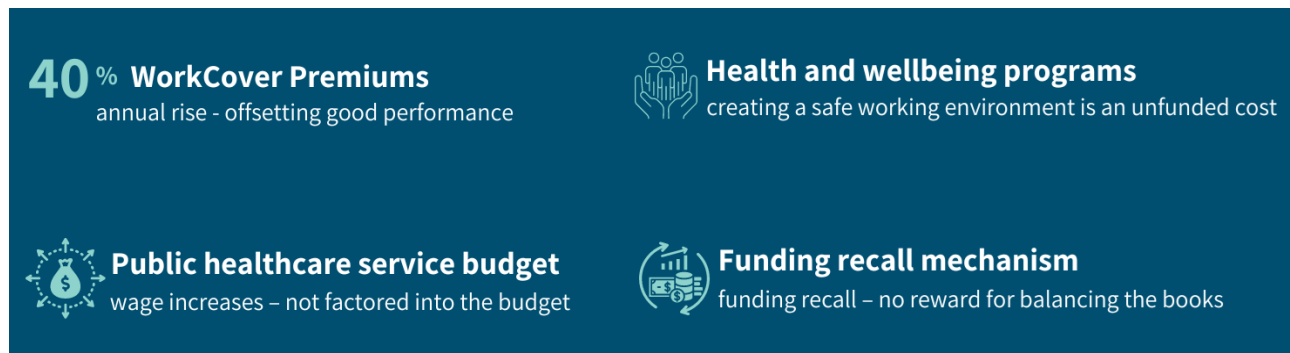 40 % WorkCover Premiums
annual rise - offsetting good performance
Health and wellbeing programs
creating a safe working environment is an unfunded cost
Public healthcare service budget
wage increases – not factored into the budget
Funding recall mechanism
funding recall – no reward for balancing the books